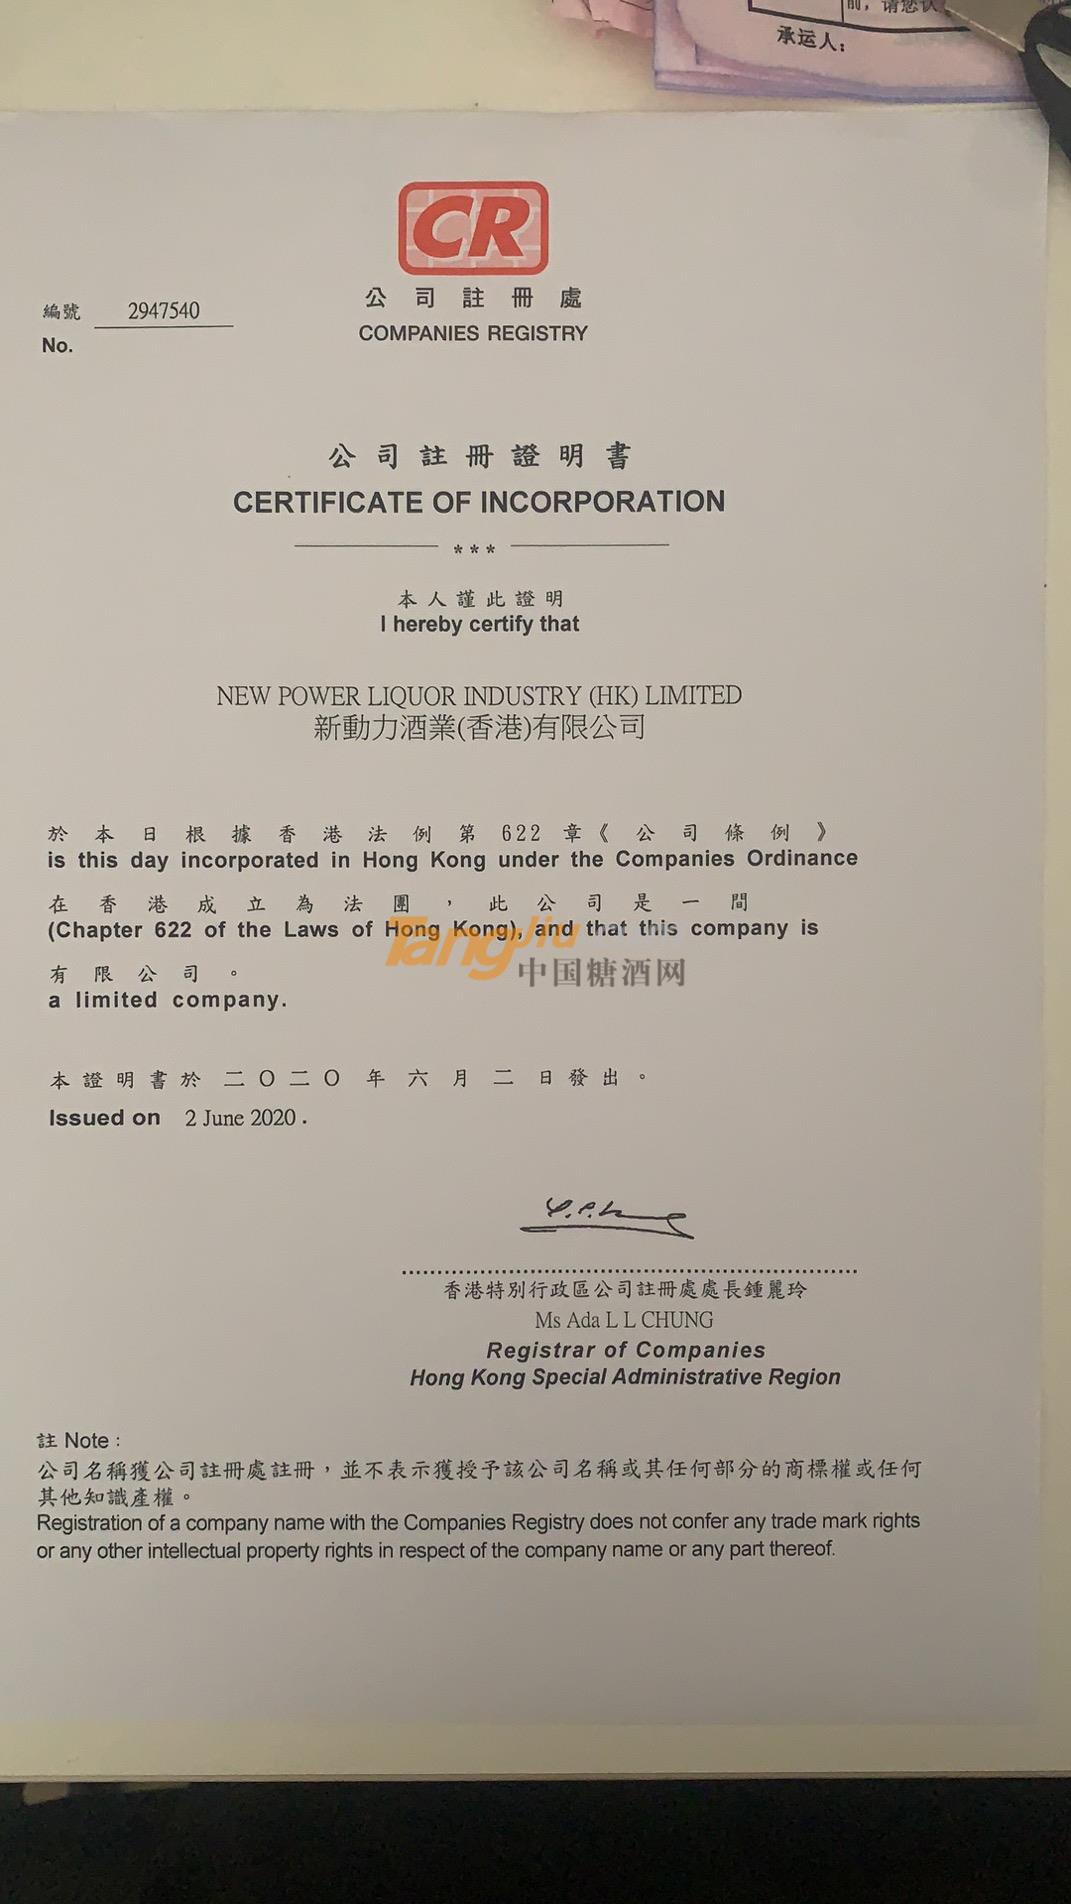 前，请您认
承运人：
CR
公司註冊處
COMPANIES REGISTRY
編號 2947540
No.
公司註冊證明書
CERTIFICATE OF INCORPORATION
***
本人謹此證明
I hereby certify that
NEW POWER LIQUOR INDUSTRY (HK) LIMITED
新動力酒業(香港)有限公司
於本日根據香港法例第622章《公司條例》
is this day incorporated in Hong Kong under the Companies Ordinance
在香港成立為法團，此公司是一間
(Chapter 622 of the Laws of Hong Kong), and that this company is
TangJiu
中国糖酒网
有限公司。
a limited company.
本證明書於二〇二〇年六月二日發出。
Issued on 2 June 2020.
香港特別行政區公司註冊處處長鍾麗玲
Ms Ada L L CHUNG
Registrar of Companies
Hong Kong Special Administrative Region
註 Note :
公司名稱獲公司註冊處註冊，並不表示獲授予該公司名稱或其任何部分的商標權或任何
其他知識產權。
Registration of a company name with the Companies Registry does not confer any trade mark rights
or any other intellectual property rights in respect of the company name or any part thereof.